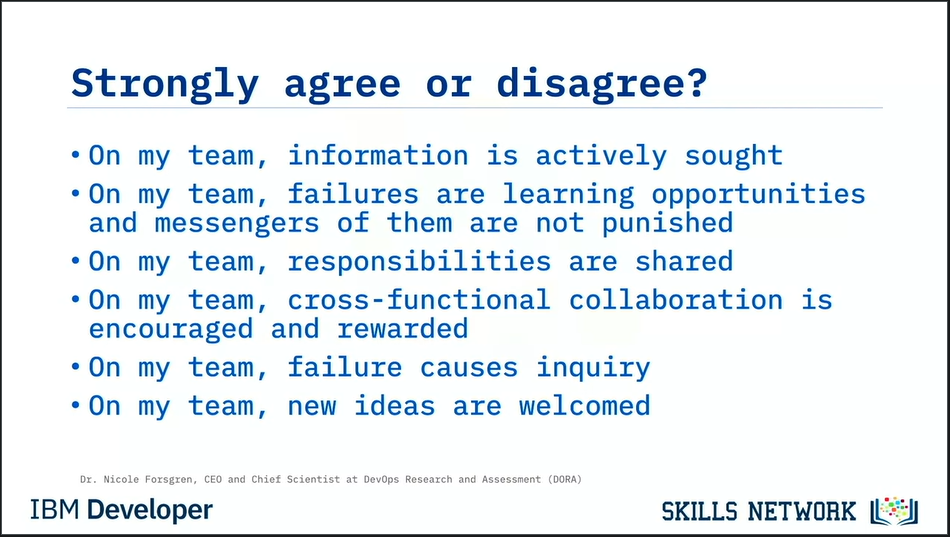 Strongly agree or disagree?
• On my team, information is actively sought
• On my team, failures are learning opportunities
and messengers of them are not punished
• On my team, responsibilities are shared
• On my team, cross-functional collaboration is
encouraged and rewarded
• On my team, failure causes inquiry
• On my team, new ideas are welcomed
Dr. Nicole Forsgren, CEO and Chief Scientist at DevOps Research and Assessment (DORA)
IBM Developer
SKILLS NETWORK